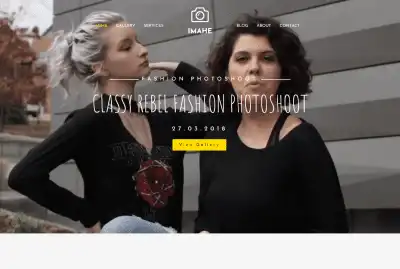 IMAHE
HOME GALLERY SERVICES BLOG ABOUT CONTACT
FASHION PHOTOSHOOT
CLASSY REBEL FASHION PHOTOSHOOT
27.03.2018
View Gallery